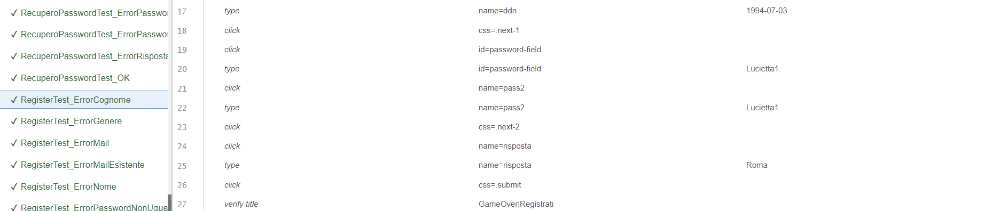 ✓ RecuperoPasswordTest_ErrorPasswo
✓ RecuperoPasswordTest_ErrorPasswo
✓ RecuperoPasswordTest_ErrorRisposta
✓ RecuperoPasswordTest_OK
✓ RegisterTest_ErrorCognome
✓ RegisterTest_ErrorGenere
✓ RegisterTest_ErrorMail
✓ RegisterTest_ErrorMailEsistente
✓ RegisterTest_ErrorNome
✓ RegisterTest_ErrorPasswordNonUgua
17 type name=ddn 1994-07-03
18 click css=.next-1
19 click id=password-field
20 type id=password-field Lucietta1.
21 click name=pass2
22 type name=pass2 Lucietta1.
23 click css=.next-2
24 click name=risposta
25 type name=risposta Roma
26 click css=.submit
27 verify title GameOver|Registrati